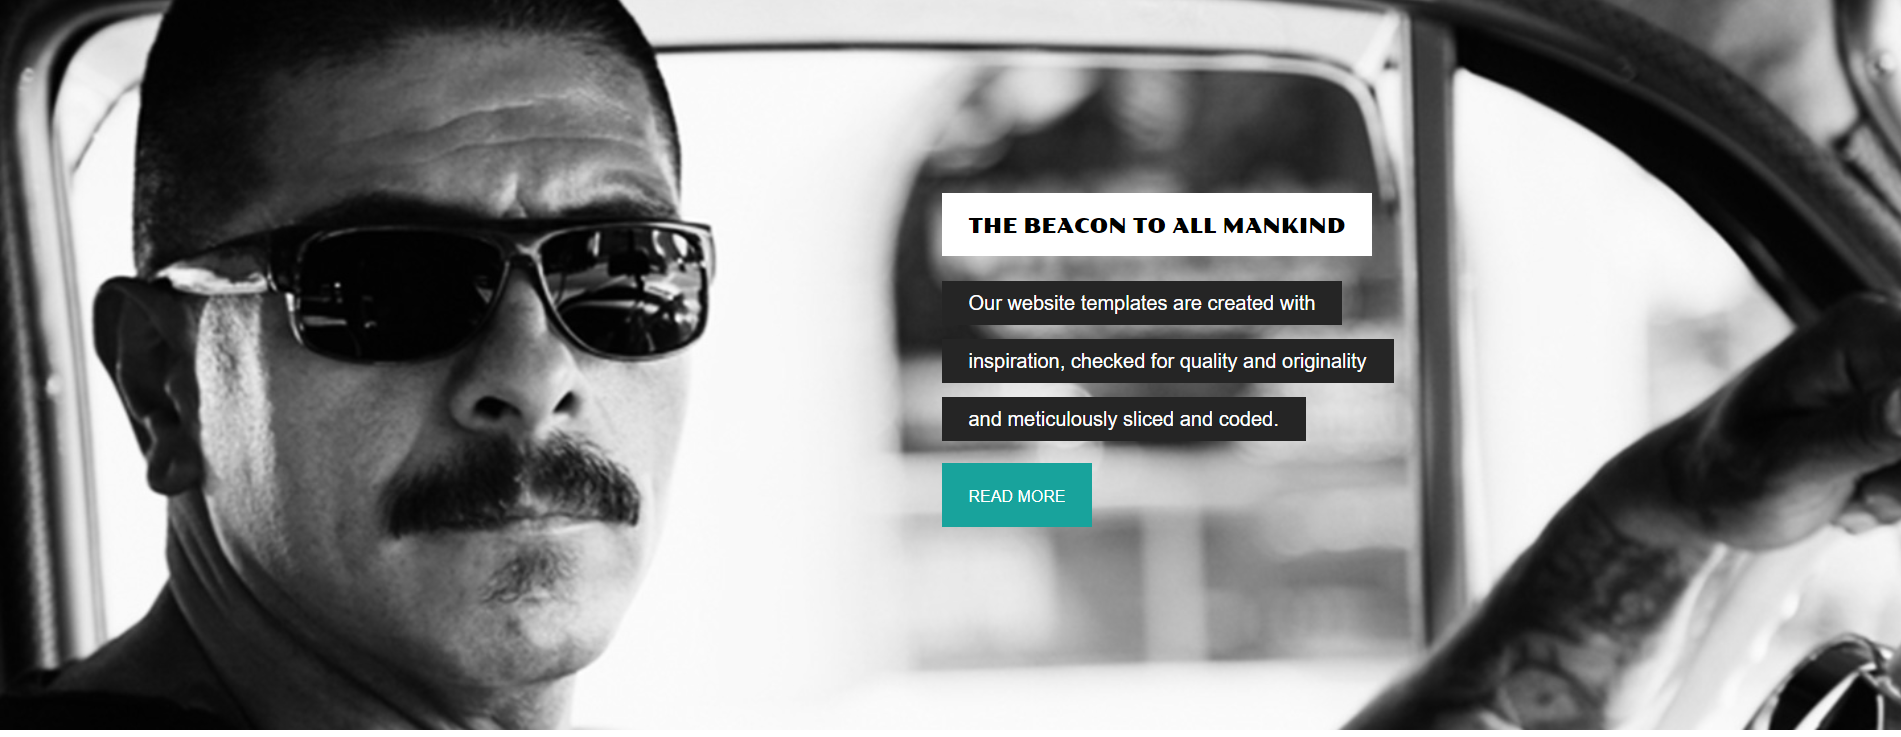 THE BEACON TO ALL MANKIND
Our website templates are created with
inspiration, checked for quality and originality
and meticulously sliced and coded.
READ MORE